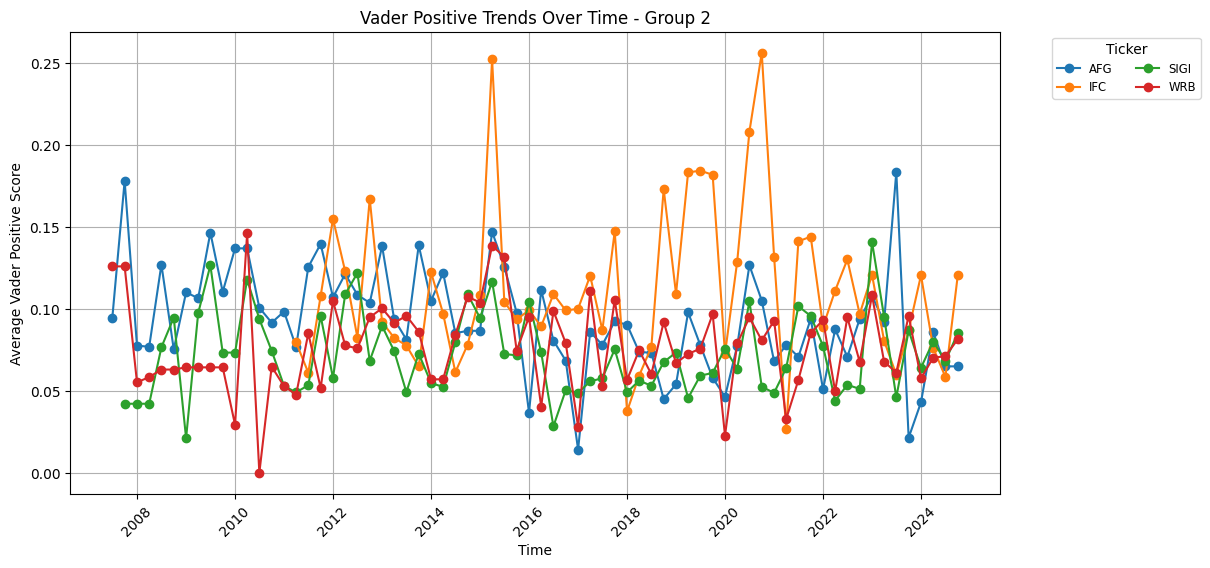 Vader Positive Trends Over Time - Group 2
Average Vader Positive Score
0.25
0.20
0.15
0.10
0.05
0.00
2008 2010 2012 2014 2016 2018 2020 2022 2024
Time
Ticker
AFG SIGI
IFC WRB